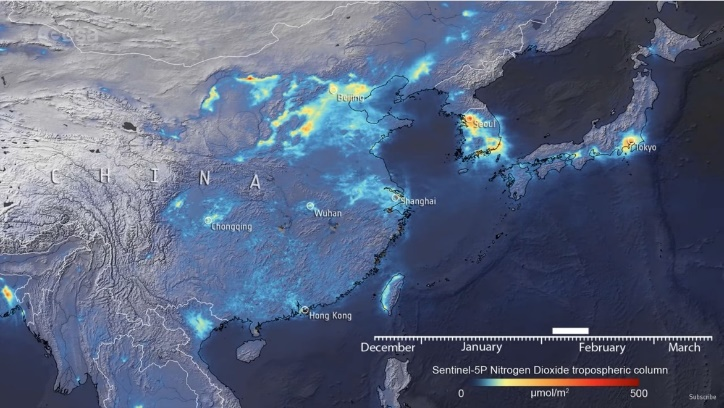 esa
Beijing
Seoul
Tokyo
C H I N A
Shanghai
Wuhan
Chongqing
Hong Kong
December January February March
Sentinel-5P Nitrogen Dioxide tropospheric column
0 μmol/m² 500
Subscribe